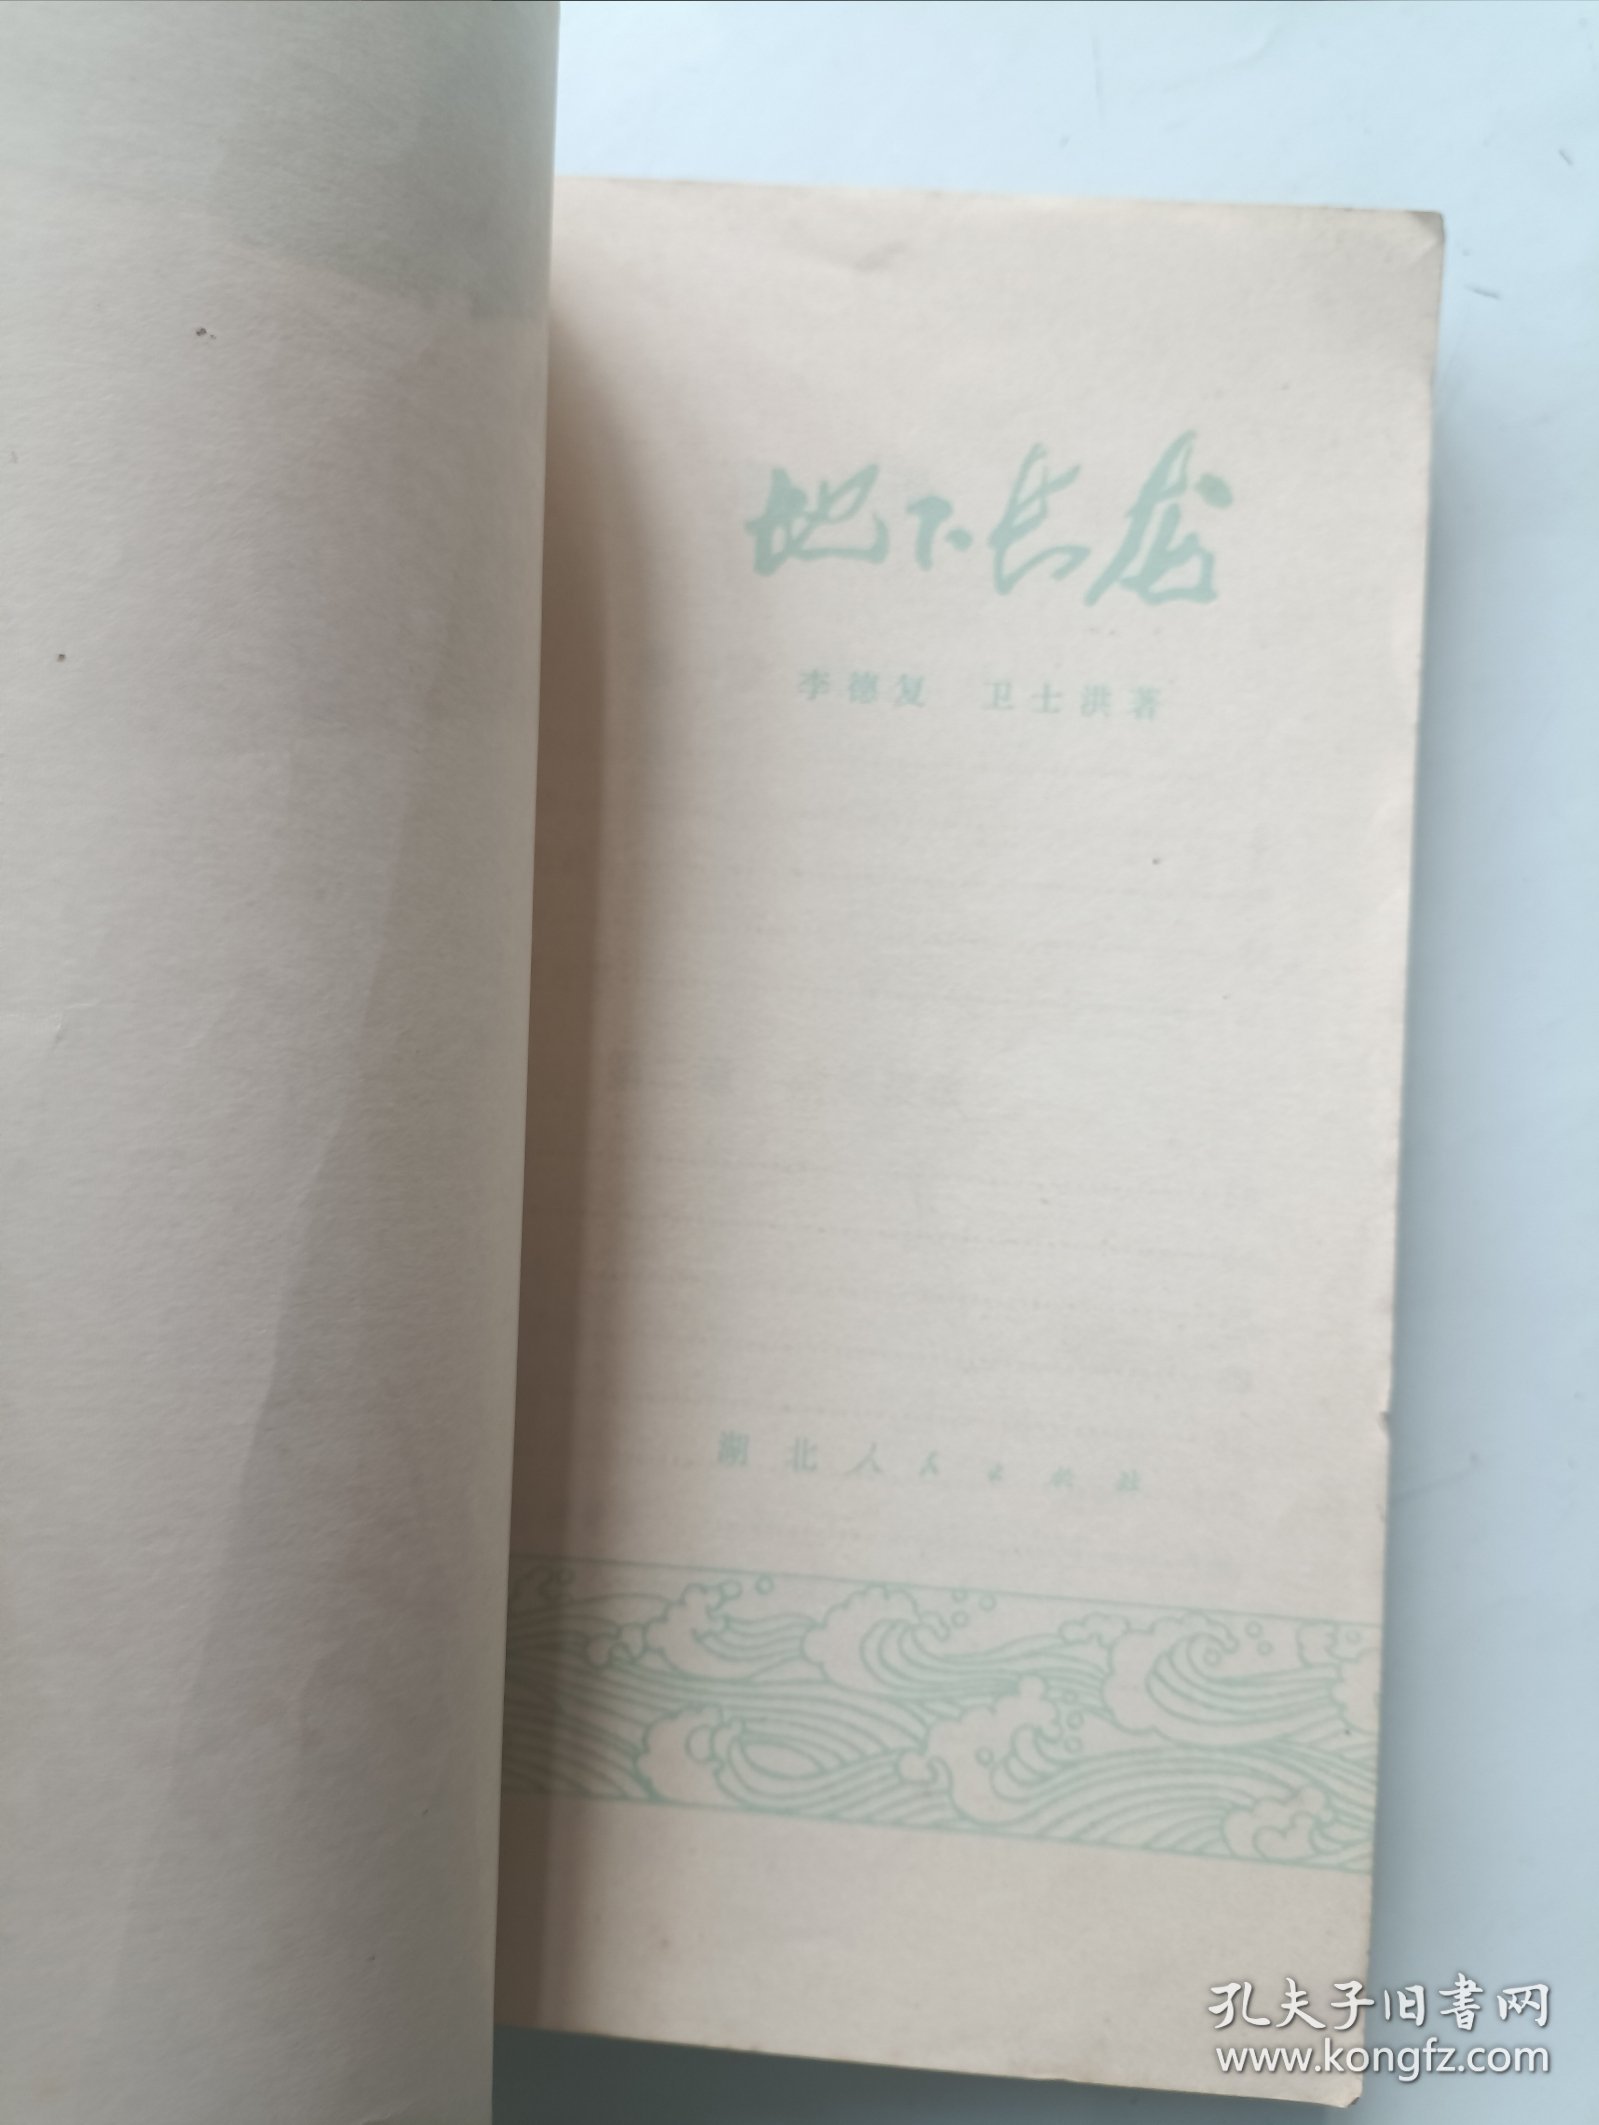 地下长龙
李德复 卫士洪著
湖北人民出版社
孔夫子旧书网
www.kongfz.com